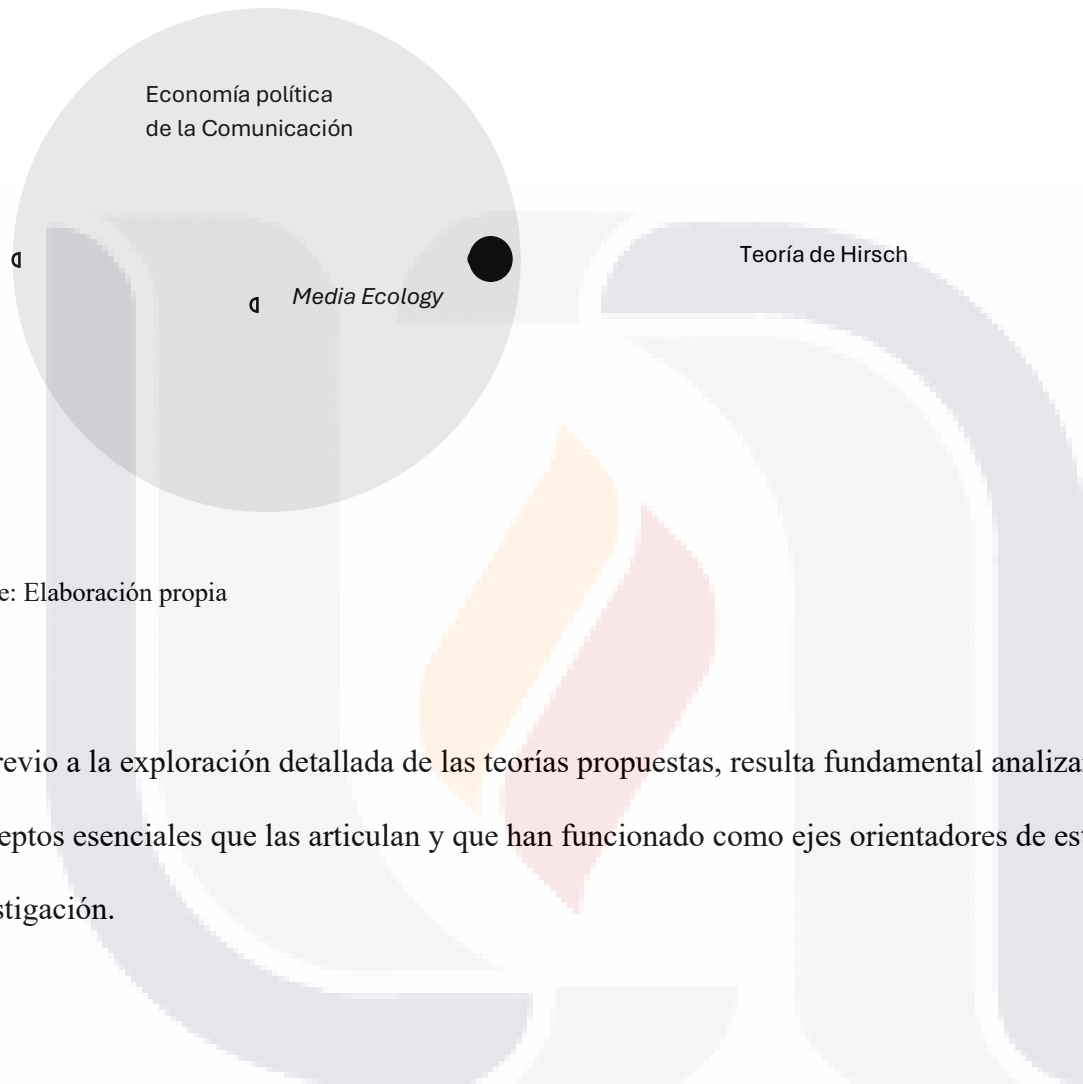 Economía política
de la Comunicación
Teoría de Hirsch
Media Ecology
e: Elaboración propia
revio a la exploración detallada de las teorías propuestas, resulta fundamental analiza
eptos esenciales que las articulan y que han funcionado como ejes orientadores de es
stigación.